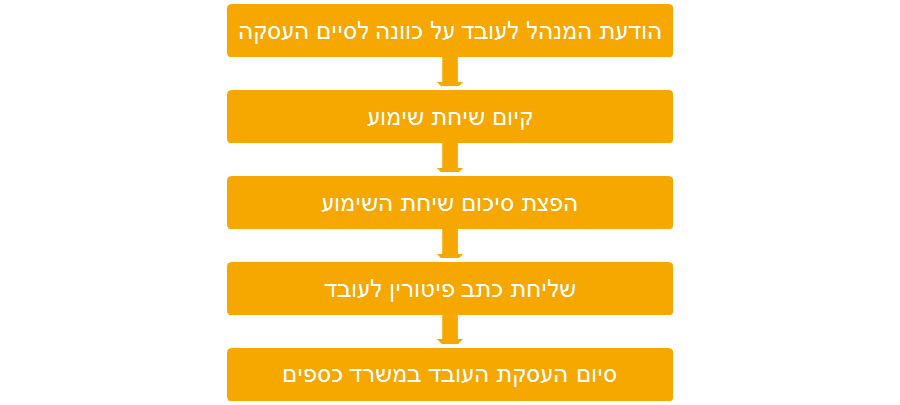 הודעת המנהל לעובד על כוונה לסיים העסקה
קיום שיחת שימוע
הפצת סיכום שיחת השימוע
שליחת כתב פיטורין לעובד
סיום העסקת העובד במשרד כספים